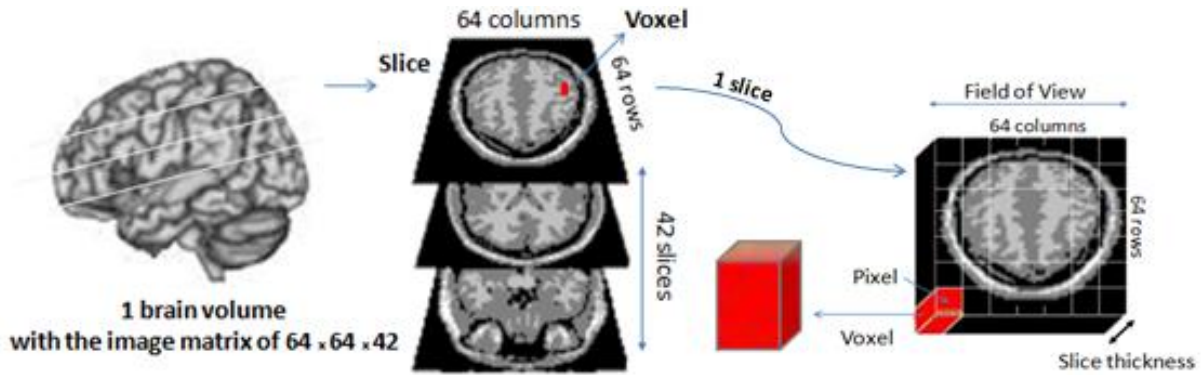 64 columns
Voxel
Slice
64 rows
1 slice
42 slices
1 brain volume
with the image matrix of 64 × 64 × 42
Field of View
64 columns
64 rows
Pixel
Voxel
Slice thickness